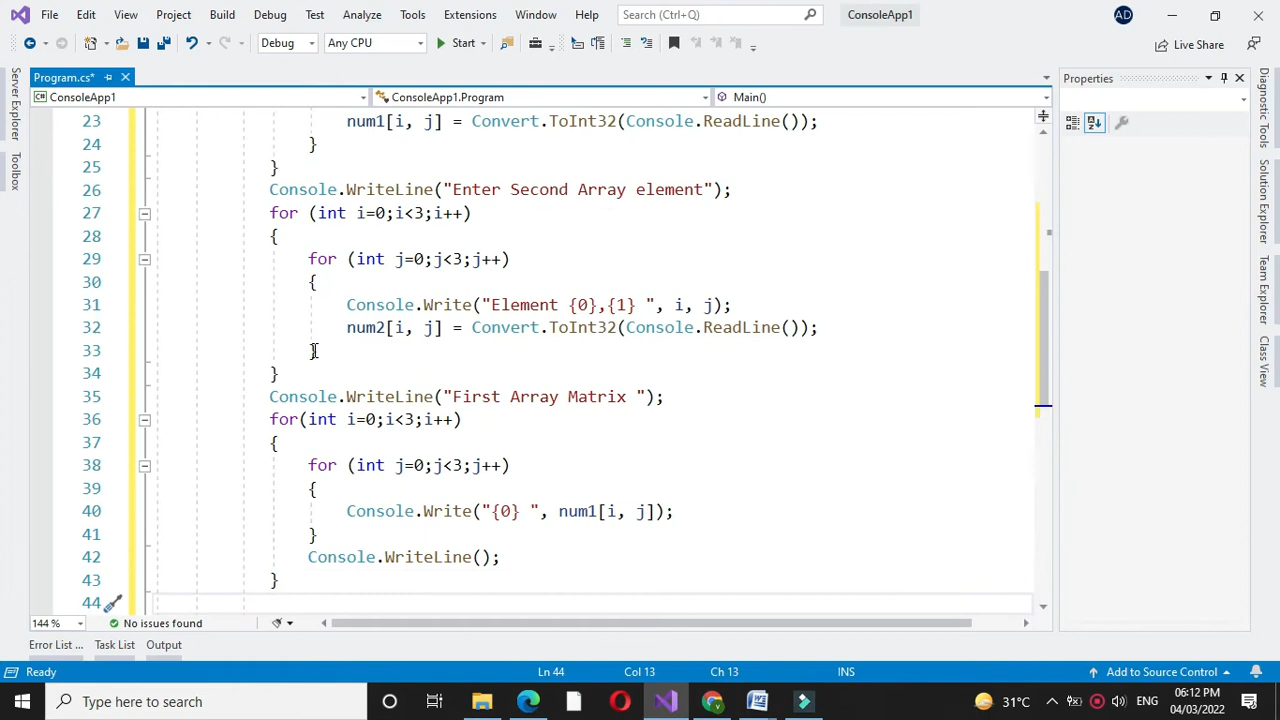 File Edit View Project Build Debug Test Analyze Tools Extensions Window Help Search (Ctrl+Q) ConsoleApp1 AD
Debug Any CPU Start Live Share
Server Explorer
Toolbox
Program.cs*
ConsoleApp1 ConsoleApp1.Program Main()
23 num1[i, j] = Convert.ToInt32(Console.ReadLine());
24 }
25 }
26 Console.WriteLine("Enter Second Array element");
27 for (int i=0;i<3;i++)
28 {
29 for (int j=0;j<3;j++)
30 {
31 Console.Write("Element {0},{1} ", i, j);
32 num2[i, j] = Convert.ToInt32(Console.ReadLine());
33 }
34 }
35 Console.WriteLine("First Array Matrix ");
36 for(int i=0;i<3;i++)
37 {
38 for (int j=0;j<3;j++)
39 {
40 Console.Write("{0} ", num1[i, j]);
41 }
42 Console.WriteLine();
43 }
44
144 % No issues found
Properties
Diagnostic Tools
Solution Explorer
Team Explorer
Class View
Error List ... Task List Output
Ready Ln 44 Col 13 Ch 13 INS Add to Source Control
Type here to search 31°C ENG 06:12 PM
04/03/2022